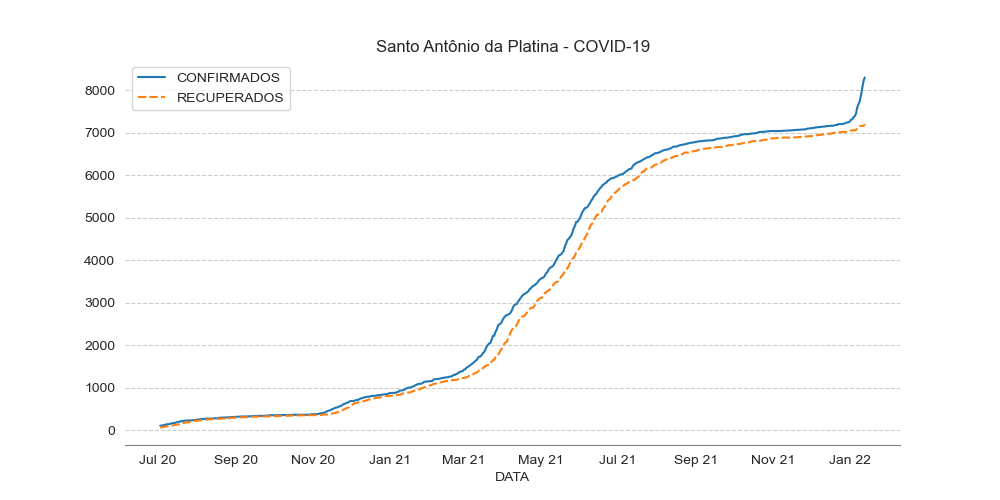 Santo Antônio da Platina - COVID-19
CONFIRMADOS
RECUPERADOS
8000
7000
6000
5000
4000
3000
2000
1000
0
Jul 20 Sep 20 Nov 20 Jan 21 Mar 21 May 21 Jul 21 Sep 21 Nov 21 Jan 22
DATA